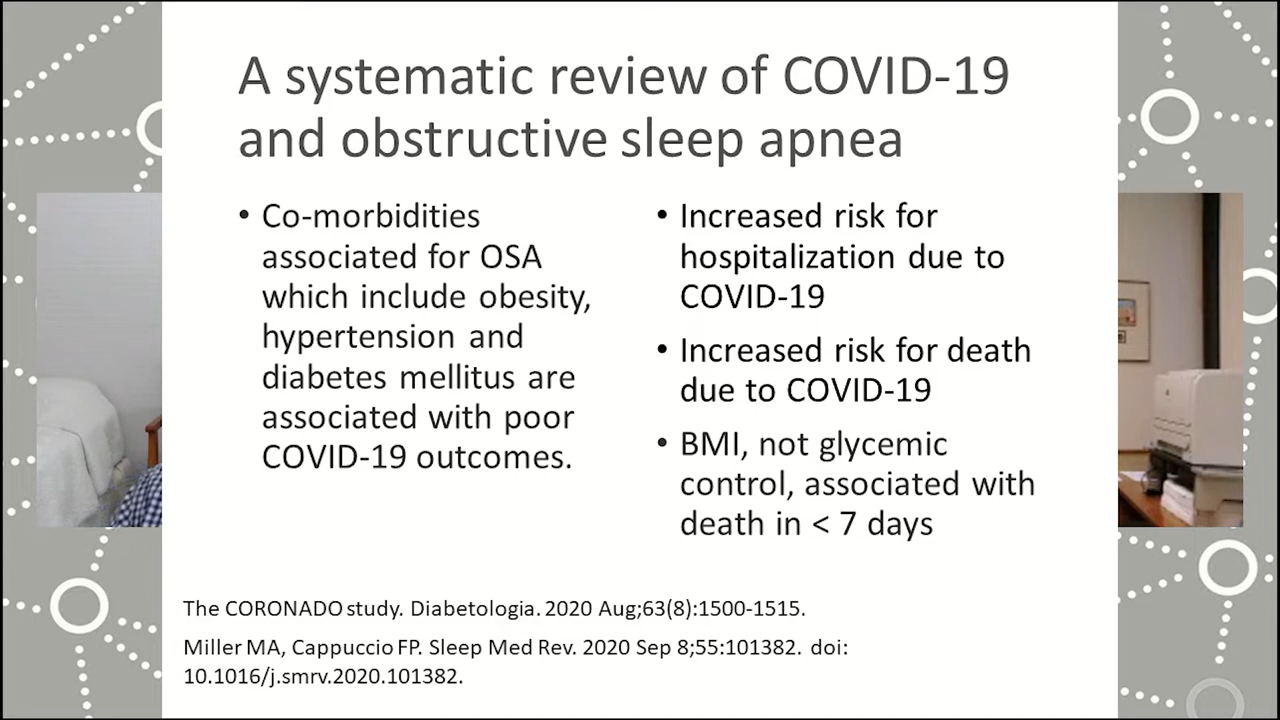 A systematic review of COVID-19
and obstructive sleep apnea
• Co-morbidities
associated for OSA
which include obesity,
hypertension and
diabetes mellitus are
associated with poor
COVID-19 outcomes.
• Increased risk for
hospitalization due to
COVID-19
• Increased risk for death
due to COVID-19
• BMI, not glycemic
control, associated with
death in < 7 days
The CORONADO study. Diabetologia. 2020 Aug;63(8):1500-1515.
Miller MA, Cappuccio FP. Sleep Med Rev. 2020 Sep 8;55:101382. doi:
10.1016/j.smrv.2020.101382.